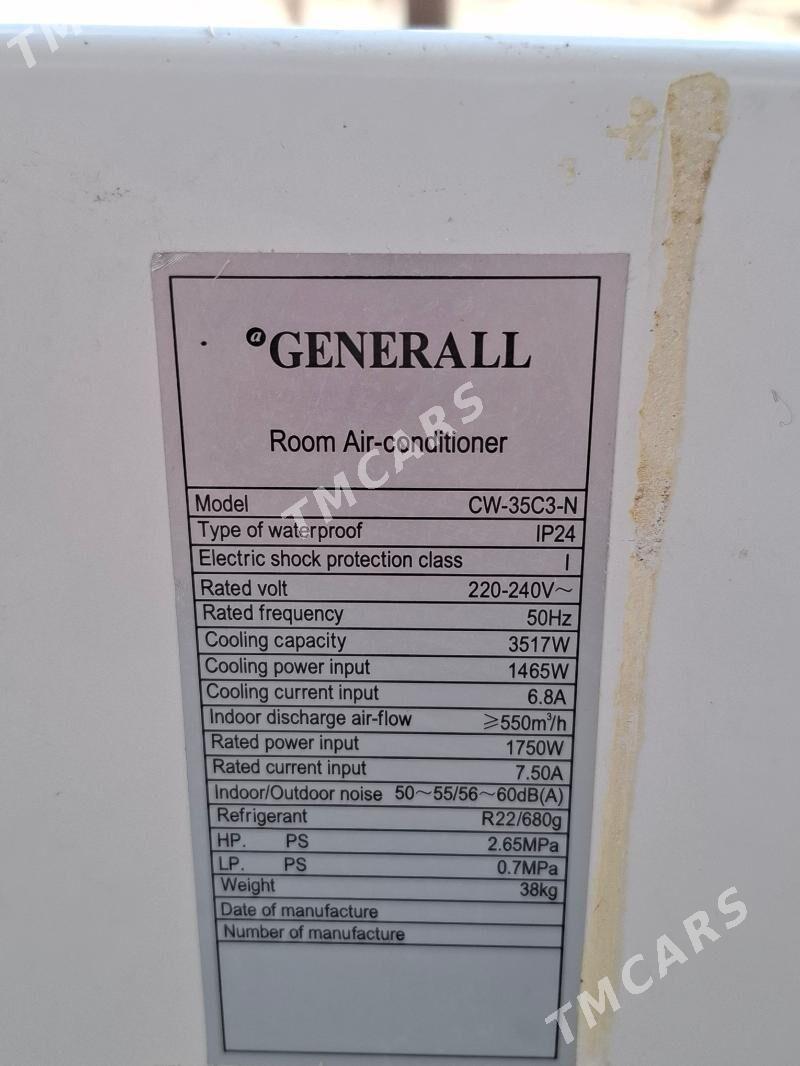 TMCARS
a GENERALL
Room Air-conditioner
TMCARS
Model CW-35C3-N
Type of waterproof IP24
Electric shock protection class I
Rated volt 220-240V~
Rated frequency 50Hz
Cooling capacity 3517W
Cooling power input 1465W
Cooling current input 6.8A
Indoor discharge air-flow ≥550m³/h
Rated power input 1750W
Rated current input 7.50A
Indoor/Outdoor noise 50~55/56~60dB(A)
Refrigerant R22/680g
HP. PS 2.65MPa
LP. PS 0.7MPa
Weight 38kg
Date of manufacture
Number of manufacture
TMCARS